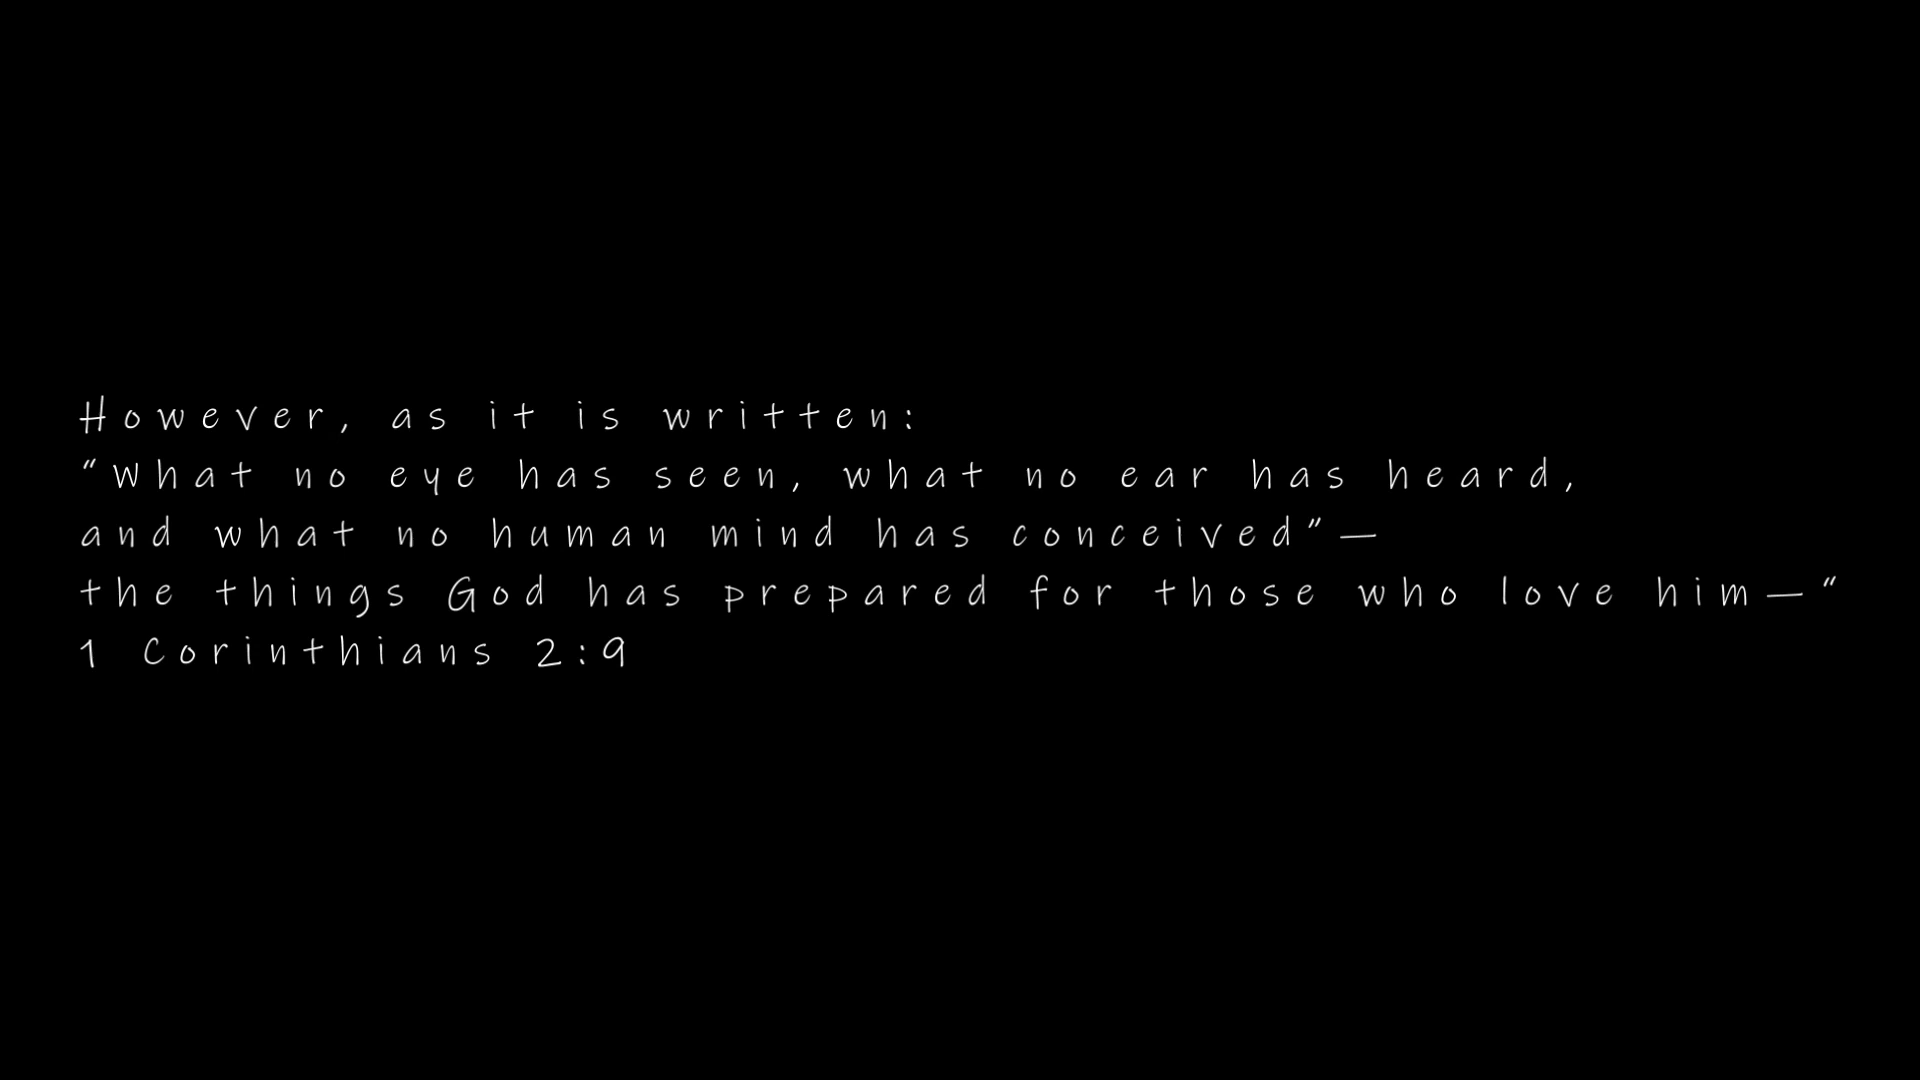 However, as it is written:
“What no eye has seen, what no ear has heard,
and what no human mind has conceived”—
the things God has prepared for those who love him—“
1 Corinthians 2:9